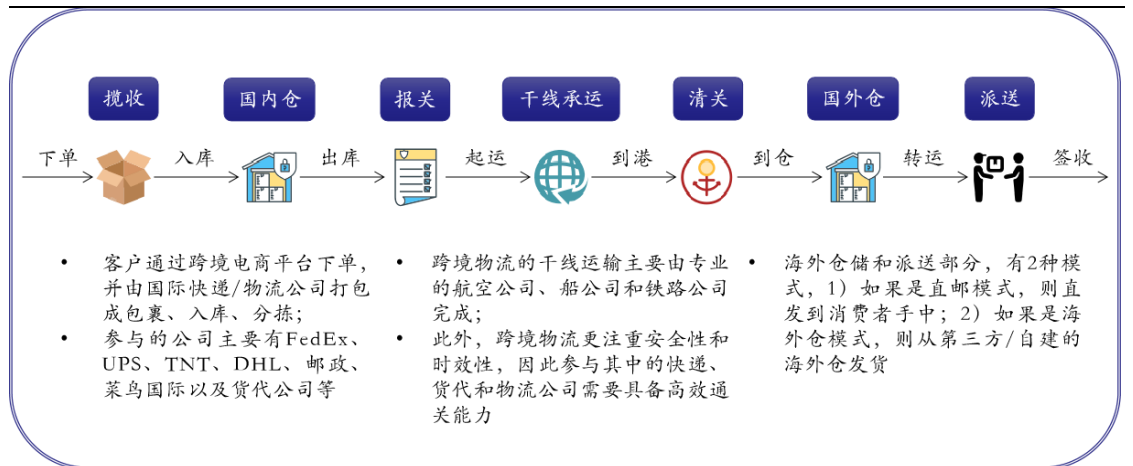 揽收
国内仓
报关
干线承运
清关
国外仓
派送
下单
入库
出库
起运
到港
到仓
转运
签收
• 客户通过跨境电商平台下单，
并由国际快递/物流公司打包
成包裹、入库、分拣；
• 参与的公司主要有FedEx、
UPS、TNT、DHL、邮政、
菜鸟国际以及货代公司等
• 跨境物流的干线运输主要由专业
的航空公司、船公司和铁路公司
完成；
• 此外，跨境物流更注重安全性和
时效性，因此参与其中的快递、
货代和物流公司需要具备高效通
关能力
• 海外仓储和派送部分，有2种模
式，1）如果是直邮模式，则直
发到消费者手中；2）如果是海
外仓模式，则从第三方/自建的
海外仓发货